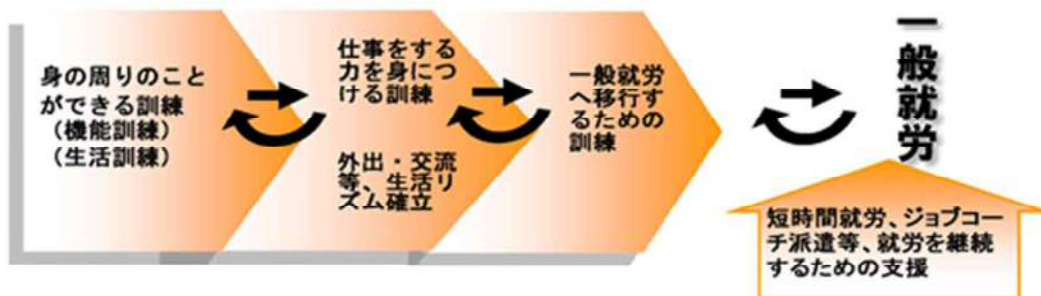 身の周りのこと
ができる訓練
（機能訓練）
（生活訓練）
仕事をする
力を身につ
ける訓練
外出・交流
等、生活リ
ズム確立
一般就労
へ移行す
るための
訓練
一般就労
短時間就労、ジョブコー
チ派遣等、就労を継続
するための支援